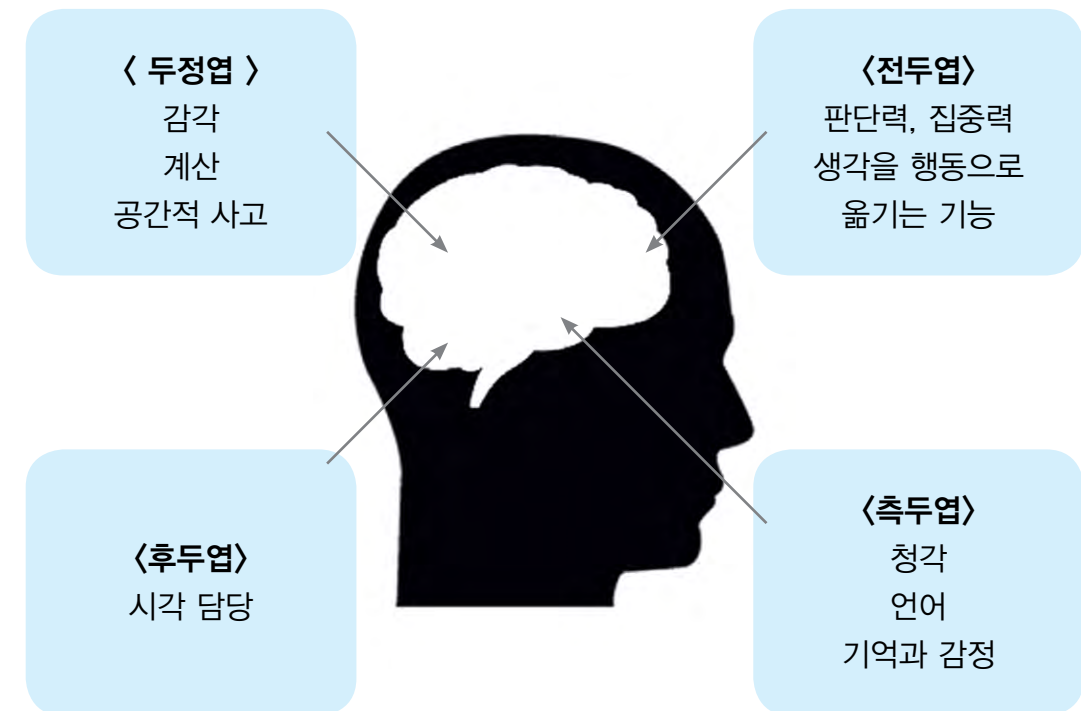 〈 두정엽 〉
감각
계산
공간적 사고
〈전두엽〉
판단력, 집중력
생각을 행동으로
옮기는 기능
〈후두엽〉
시각 담당
〈측두엽〉
청각
언어
기억과 감정